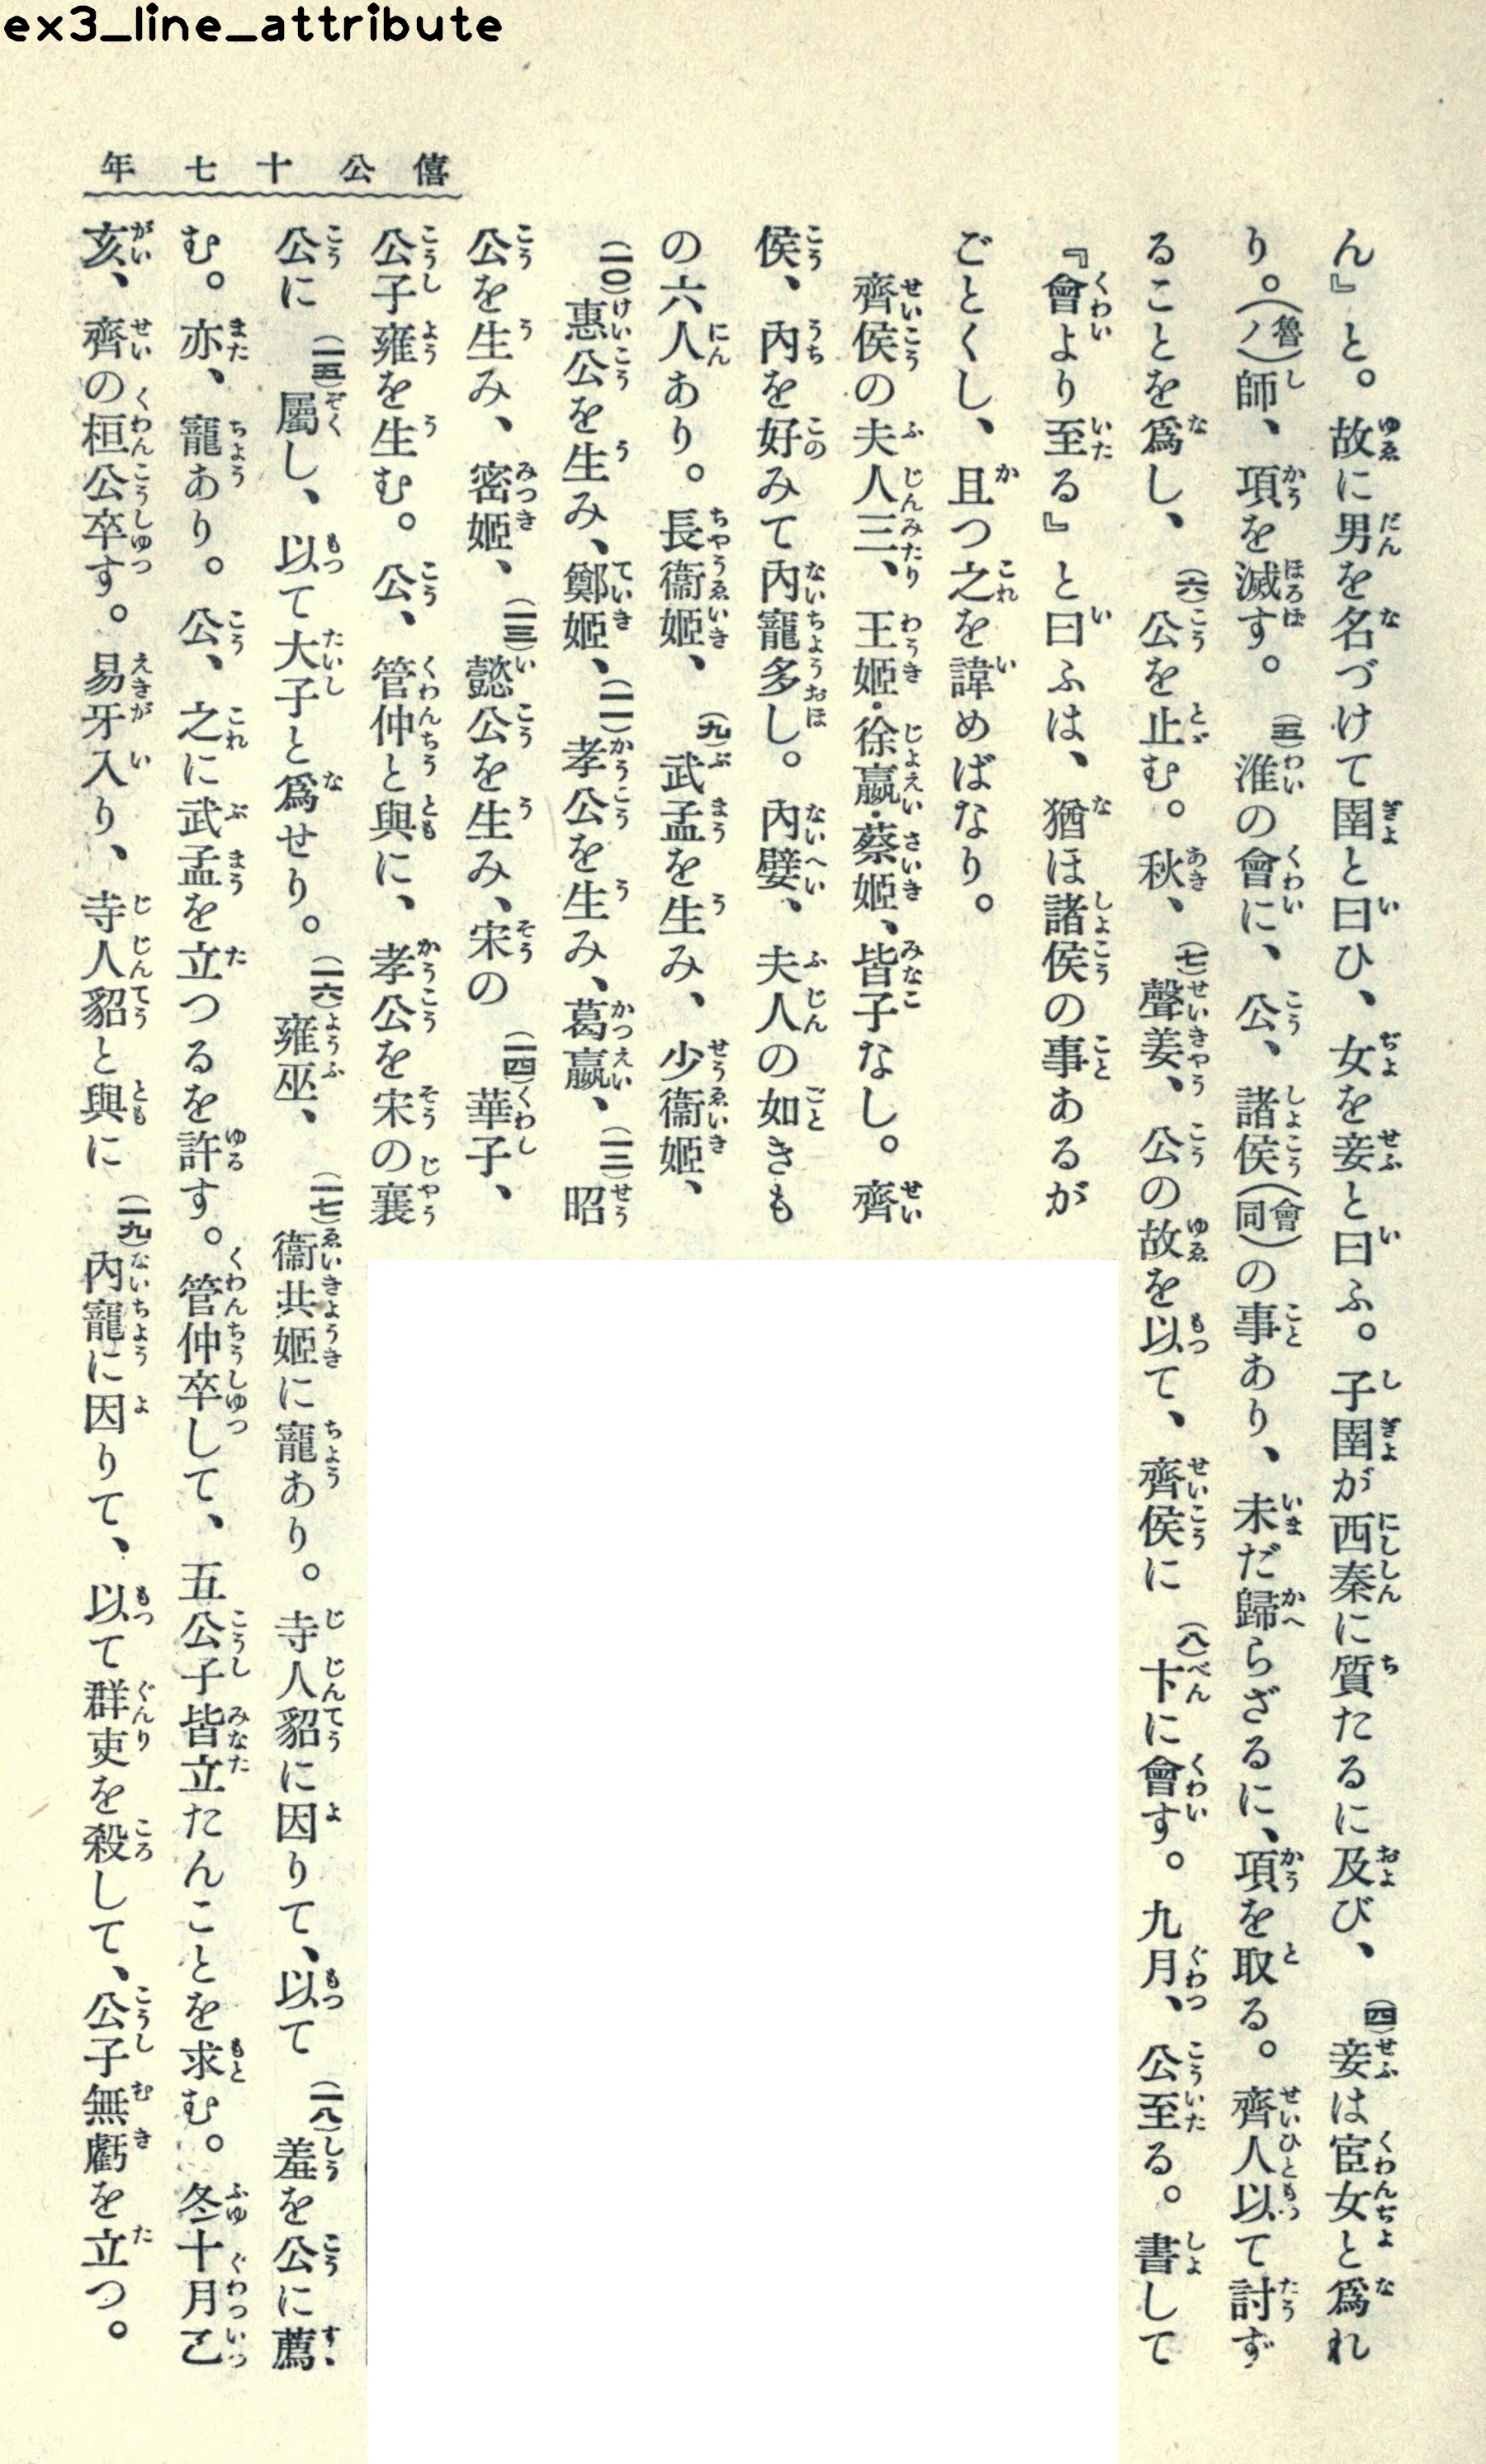 ex3_line_attribute
僖公十七年
ん』と。故に男を名づけて圉と曰ひ、女を妾と曰ふ。子圉が西秦に質たるに及び、(四)妾は宦女と爲れ
り。(魯ノ)師、項を滅す。(五)淮の會に、公、諸侯(會同)の事あり、未だ歸らざるに、項を取る。齊人以て討ず
ることを爲し、(六)公を止む。秋、(七)聲姜、公の故を以て、齊侯に(八)卞に會す。九月、公至る。書して
『會より至る』と曰ふは、猶ほ諸侯の事あるが
ごとくし、且つ之を諱めばなり。
齊侯の夫人三、王姬・徐嬴・蔡姬、皆子なし。齊
侯、內を好みて內寵多し。內嬖、夫人の如きも
の六人あり。長衞姬、(九)武孟を生み、少衞姬、
(一〇)惠公を生み、鄭姬、(一一)孝公を生み、葛嬴、(一二)昭
公を生み、密姬、(一三)懿公を生み、宋の(一四)華子、
公子雍を生む。公、管仲と與に、孝公を宋の襄
公に(一五)屬し、以て大子と爲せり。(一六)雍巫、(一七)衞共姬に寵あり。寺人貂に因りて、以て(一八)羞を公に薦
む。亦、寵あり。公、之に武孟を立つるを許す。管仲卒して、五公子皆立たんことを求む。冬十月乙
亥、齊の桓公卒す。易牙入り、寺人貂と與に(一九)內寵に因りて、以て群吏を殺して、公子無虧を立つ。